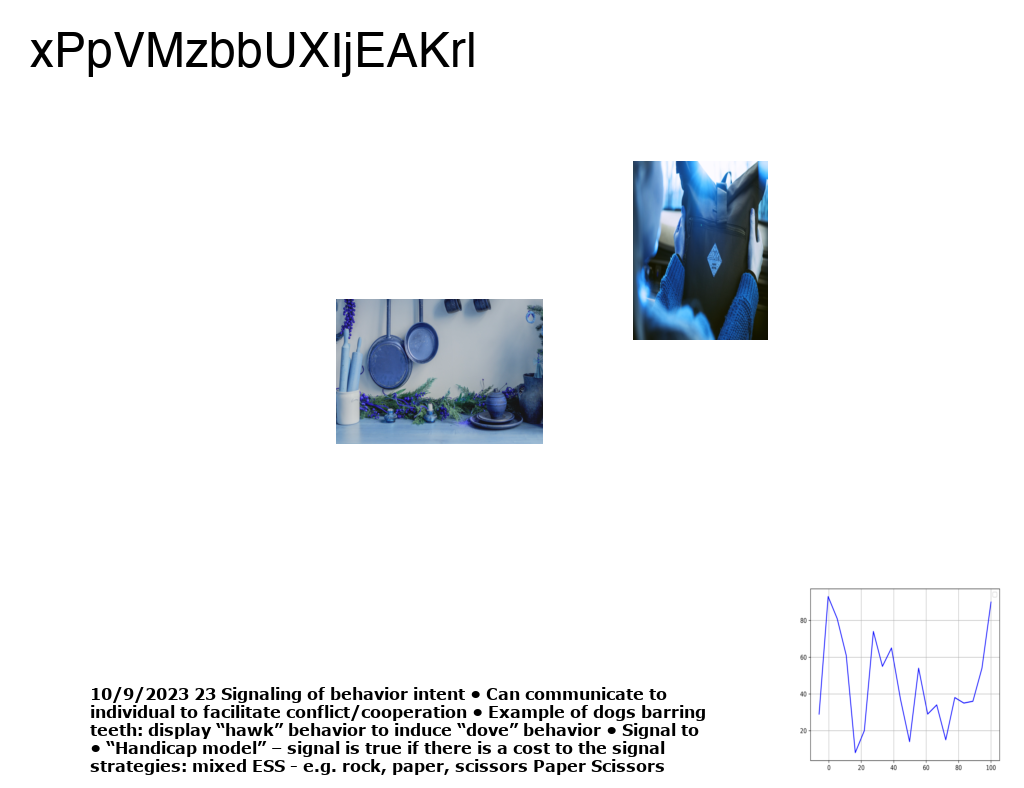 xPpVMzbbUXIjEAKrl
80
60
40
20
0 20 40 60 80 100
10/9/2023 23 Signaling of behavior intent • Can communicate to
individual to facilitate conflict/cooperation • Example of dogs barring
teeth: display “hawk” behavior to induce “dove” behavior • Signal to
• “Handicap model” – signal is true if there is a cost to the signal
strategies: mixed ESS - e.g. rock, paper, scissors Paper Scissors